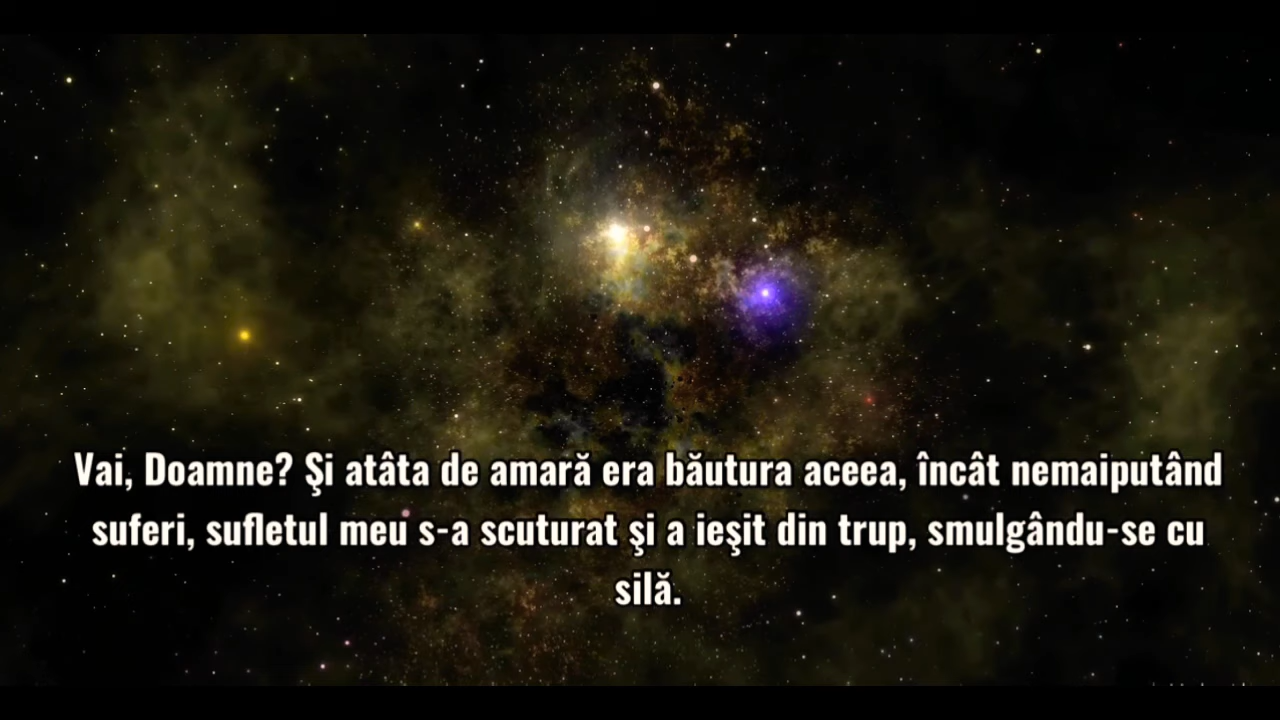 Vai, Doamne? Şi atâta de amară era băutura aceea, încât nemaiputând
suferi, sufletul meu s-a scuturat şi a ieşit din trup, smulgându-se cu
silă.